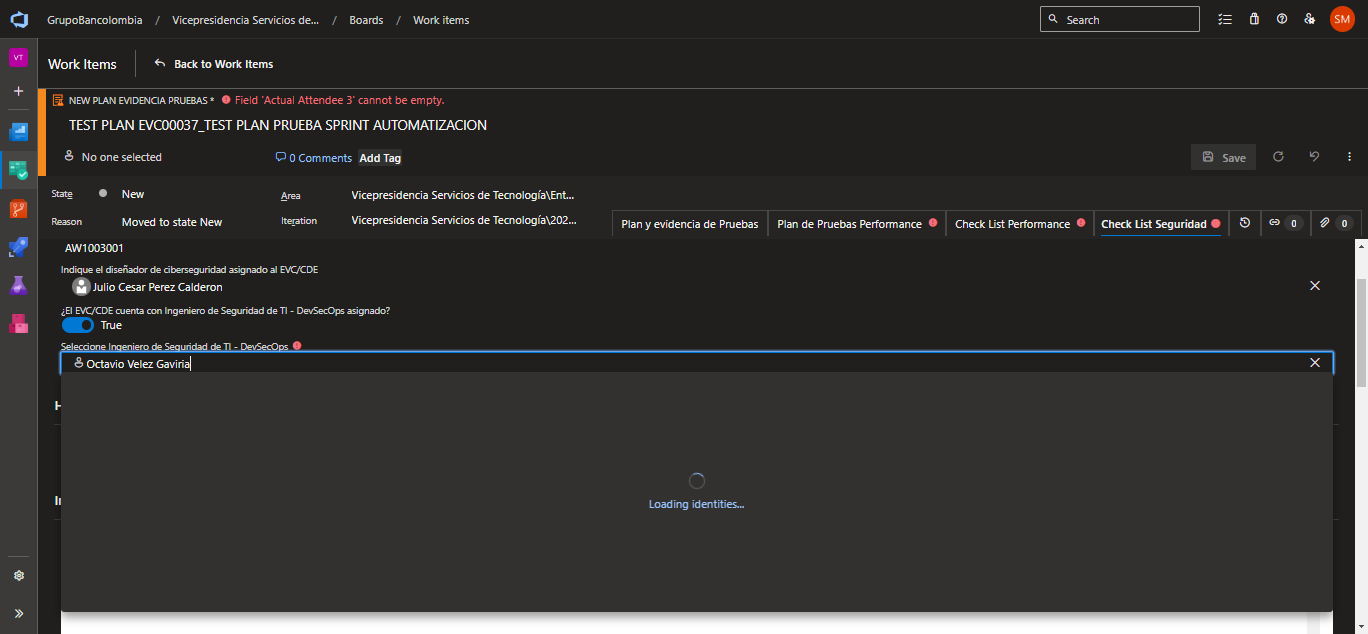 GrupoBancolombia / Vicepresidencia Servicios de... / Boards / Work items
Search
SM
VT
Work Items
Back to Work Items
NEW PLAN EVIDENCIA PRUEBAS * Field 'Actual Attendee 3' cannot be empty.
TEST PLAN EVC00037_TEST PLAN PRUEBA SPRINT AUTOMATIZACION
No one selected
0 Comments
Add Tag
Save
State
New
Area
Vicepresidencia Servicios de Tecnología\Ent...
Reason
Moved to state New
Iteration
Vicepresidencia Servicios de Tecnología\202...
Plan y evidencia de Pruebas
Plan de Pruebas Performance
Check List Performance
Check List Seguridad
0
0
AW1003001
Indique el diseñador de ciberseguridad asignado al EVC/CDE
Julio Cesar Perez Calderon
¿El EVC/CDE cuenta con Ingeniero de Seguridad de TI - DevSecOps asignado?
True
Seleccione Ingeniero de Seguridad de TI - DevSecOps
Octavio Velez Gaviria
Loading identities...